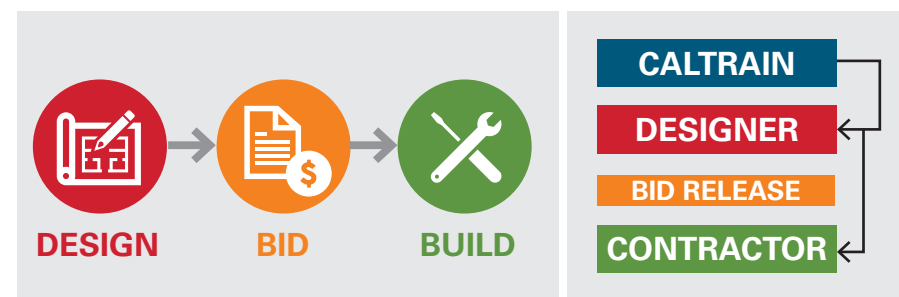 $
DESIGN
BID
BUILD
CALTRAIN
DESIGNER
BID RELEASE
CONTRACTOR